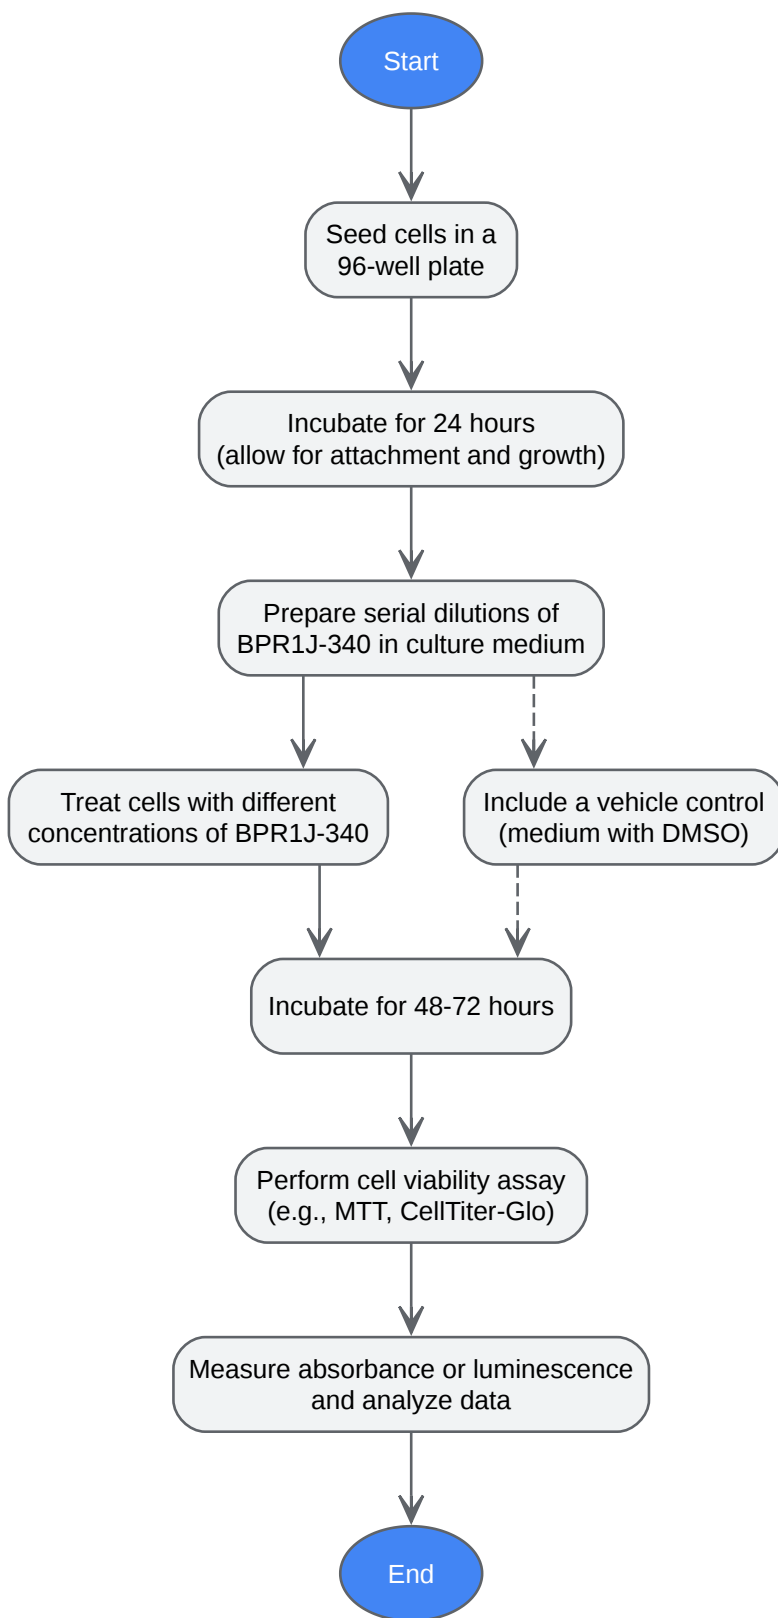 Start
Seed cells in a
96-well plate
Incubate for 24 hours
(allow for attachment and growth)
Prepare serial dilutions of
BPR1J-340 in culture medium
Treat cells with different
concentrations of BPR1J-340
Include a vehicle control
(medium with DMSO)
Incubate for 48-72 hours
Perform cell viability assay
(e.g., MTT, CellTiter-Glo)
Measure absorbance or luminescence
and analyze data
End